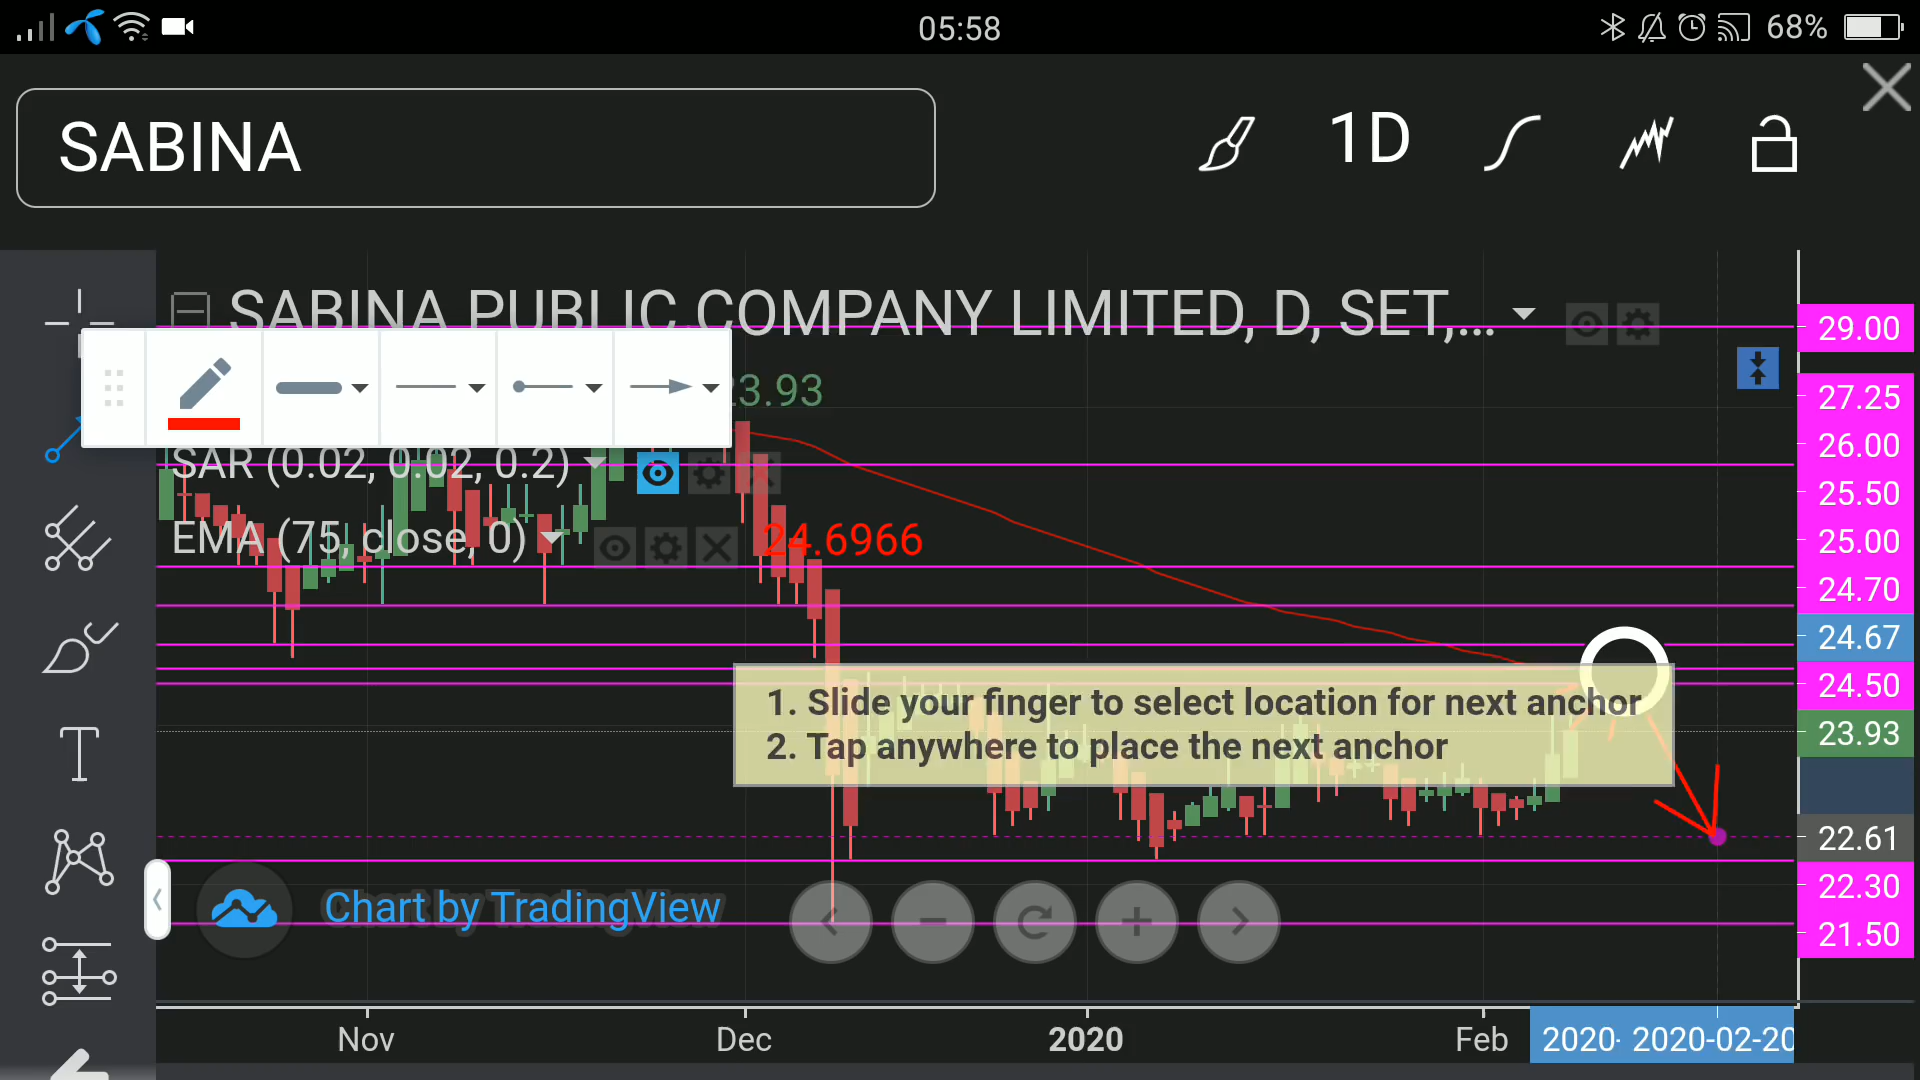 05:58
68%
SABINA
1D
SABINA PUBLIC COMPANY LIMITED, D, SET,...
23.93
SAR (0.02, 0.02, 0.2)
EMA (75, close, 0)
24.6966
1. Slide your finger to select location for next anchor
2. Tap anywhere to place the next anchor
Chart by TradingView
29.00
27.25
26.00
25.50
25.00
24.70
24.67
24.50
23.93
22.61
22.30
21.50
Nov
Dec
2020
Feb
2020-
2020-02-20